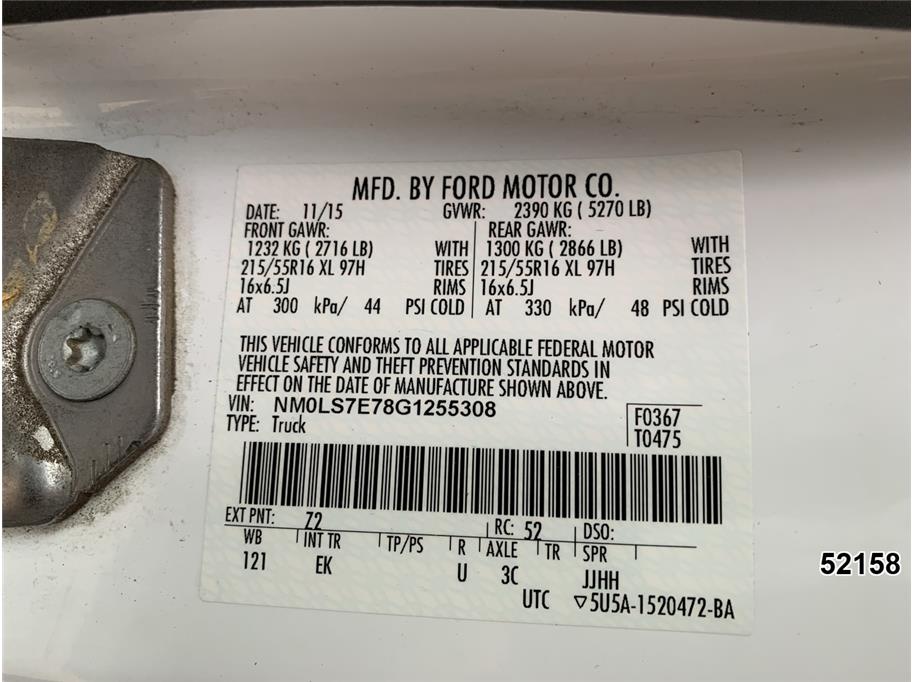 MFD. BY FORD MOTOR CO.
DATE: 11/15 GVWR: 2390 KG ( 5270 LB)
FRONT GAWR: REAR GAWR:
1232 KG ( 2716 LB) WITH 1300 KG ( 2866 LB) WITH
215/55R16 XL 97H TIRES 215/55R16 XL 97H TIRES
16x6.5J RIMS 16x6.5J RIMS
AT 300 kPa/ 44 PSI COLD AT 330 kPa/ 48 PSI COLD
THIS VEHICLE CONFORMS TO ALL APPLICABLE FEDERAL MOTOR
VEHICLE SAFETY AND THEFT PREVENTION STANDARDS IN
EFFECT ON THE DATE OF MANUFACTURE SHOWN ABOVE.
VIN: NM0LS7E78G1255308 F0367
TYPE: Truck T0475
EXT PNT: Z2 RC: 52 DSO:
WB INT TR TP/PS R AXLE TR SPR
121 EK U 3C JJHH
UTC ▽5U5A-1520472-BA
52158